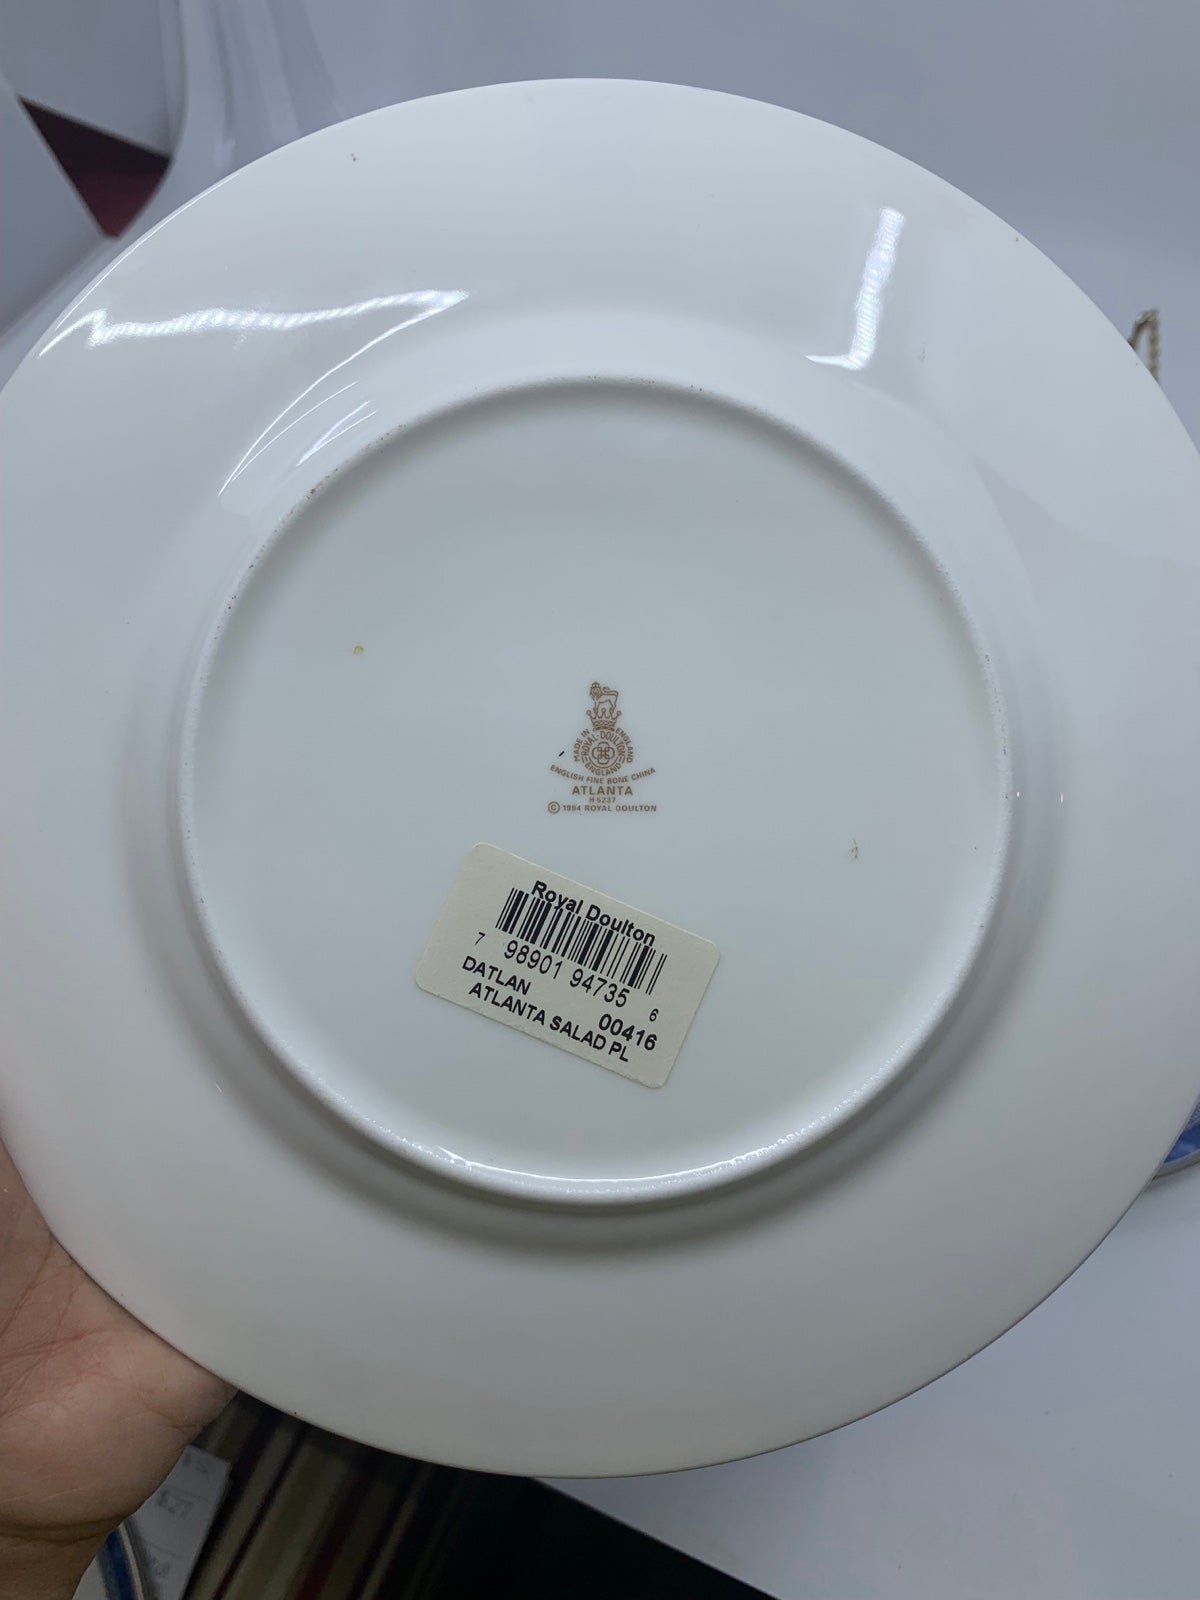 MADE IN ENGLAND
ROYAL DOULTON
ENGLAND
ENGLISH FINE BONE CHINA
ATLANTA
H 5237
© 1984 ROYAL DOULTON
Royal Doulton
7 98901 94735 6
DATLAN 00416
ATLANTA SALAD PL